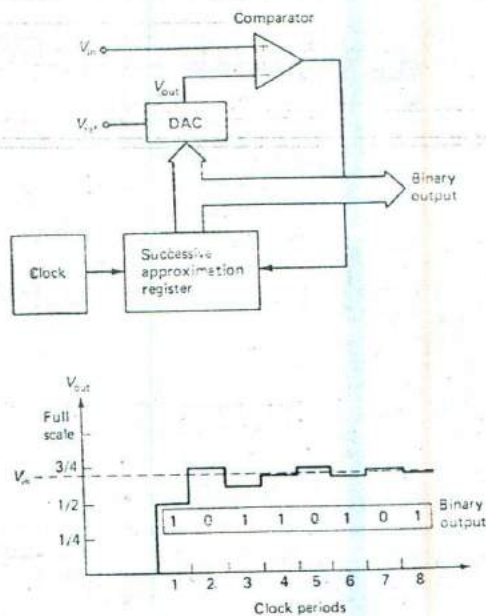 Comparator
V_in
+
−
V_out
V_ref
DAC
Binary
output
Clock
Successive
approximation
register
V_out
Full
scale
3/4
V_in
1/2
1/4
1 0 1 1 0 1 0 1
Binary
output
1 2 3 4 5 6 7 8
Clock periods